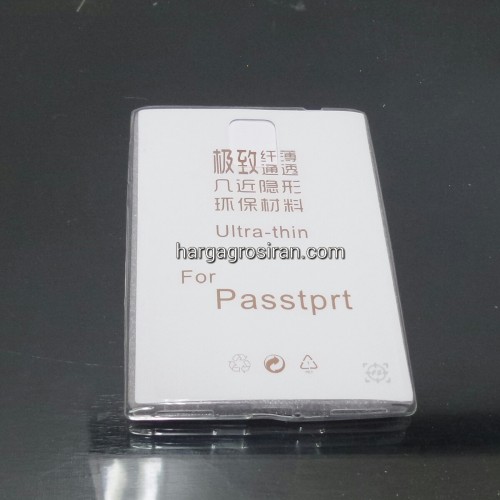 极致纤薄
通透
几近隐形
环保材料
Ultra-thin
hargagrosiran.com
For
Passtprt